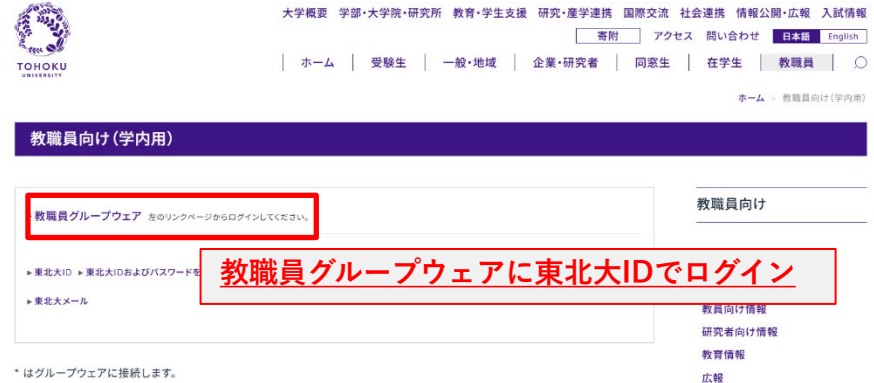 大学概要 学部・大学院・研究所 教育・学生支援 研究・産学連携 国際交流 社会連携 情報公開・広報 入試情報
寄附 アクセス 問い合わせ 日本語 English
TOHOKU
UNIVERSITY
ホーム 受験生 一般・地域 企業・研究者 同窓生 在学生 教職員
ホーム > 教職員向け(学内用)
教職員向け(学内用)
教職員グループウェア 左のリンクページからログインしてください。
教職員向け
▸東北大ID ▸東北大IDおよびパスワードを
教職員グループウェアに東北大IDでログイン
▸東北大メール
教員向け情報
研究者向け情報
教育情報
* はグループウェアに接続します。
広報